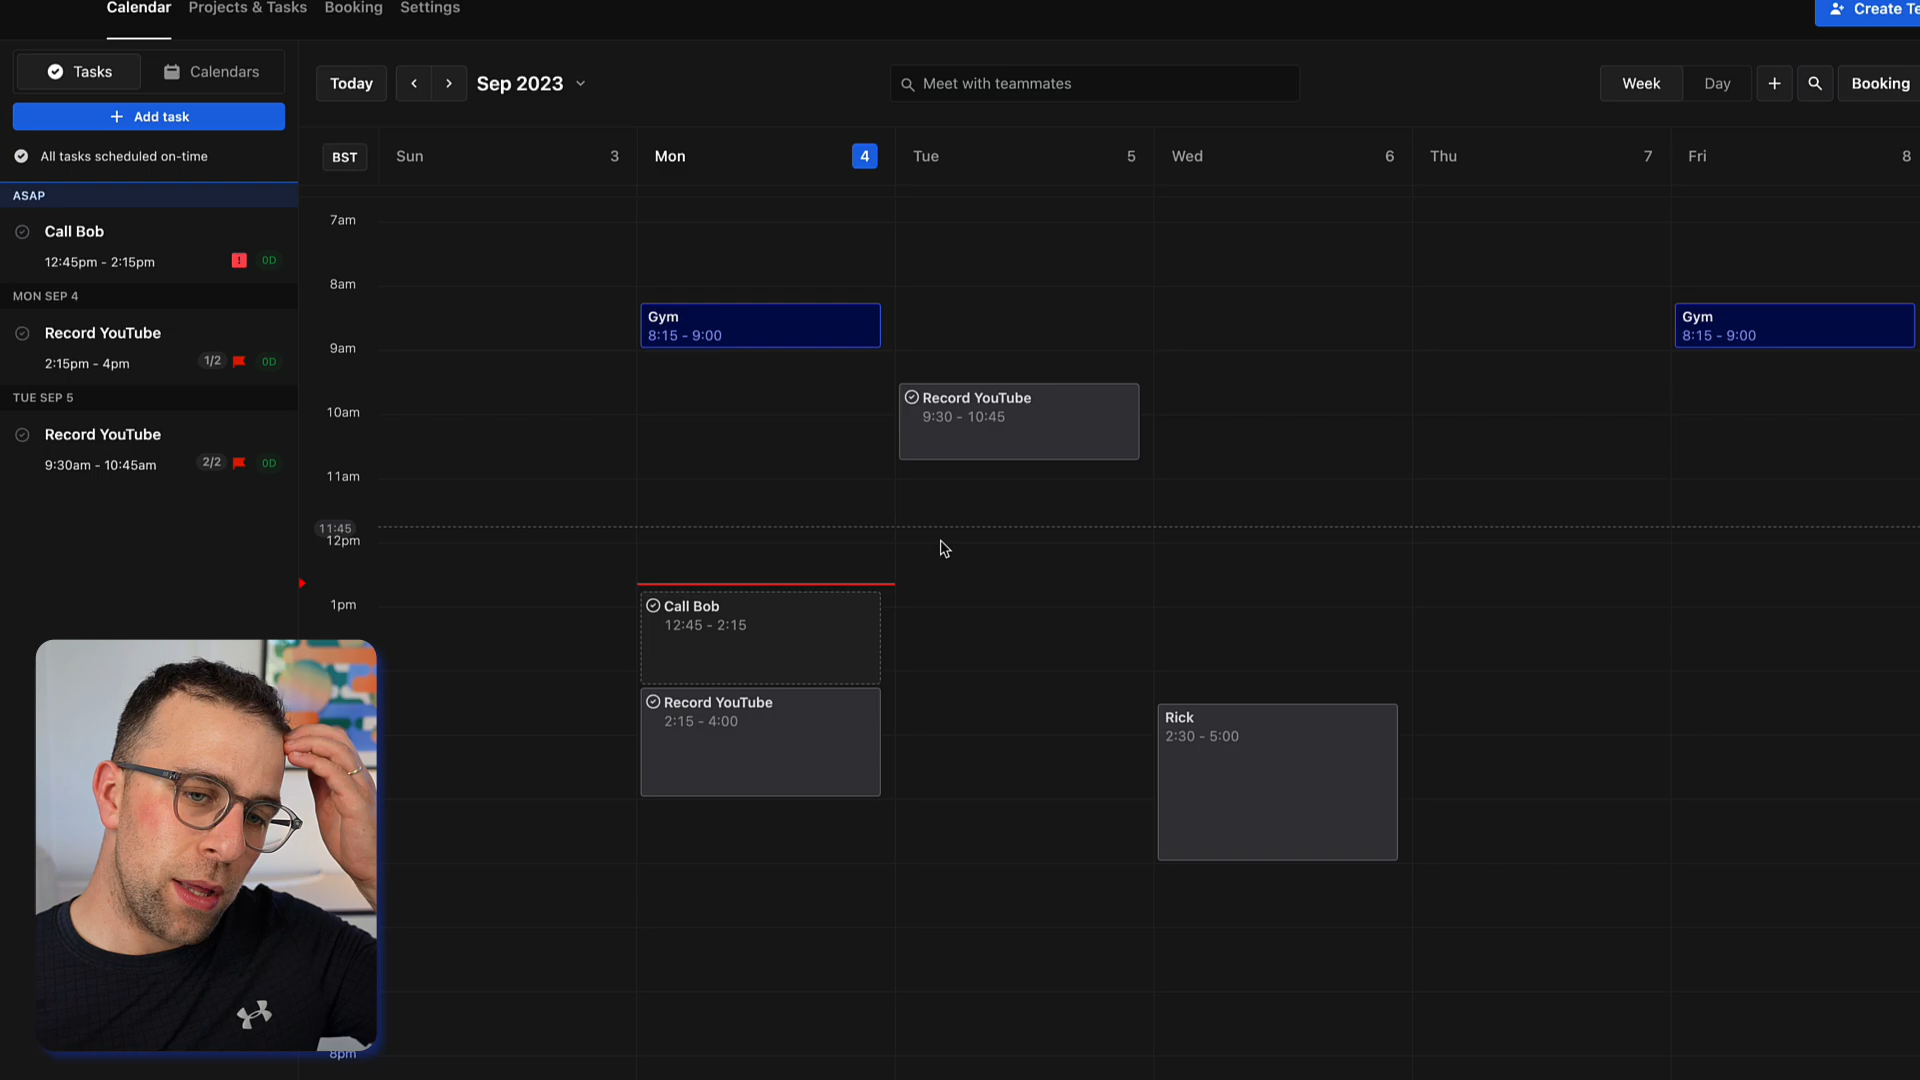 Calendar Projects & Tasks Booking Settings
Create Te
Tasks Calendars
Today Sep 2023 Meet with teammates Week Day Booking
Add task
All tasks scheduled on-time
BST Sun 3 Mon 4 Tue 5 Wed 6 Thu 7 Fri 8
ASAP
Call Bob
12:45pm - 2:15pm ! 0D
MON SEP 4
Record YouTube
2:15pm - 4pm 1/2 0D
TUE SEP 5
Record YouTube
9:30am - 10:45am 2/2 0D
7am
8am
Gym
8:15 - 9:00
Gym
8:15 - 9:00
9am
Record YouTube
9:30 - 10:45
10am
11am
11:45
12pm
1pm
Call Bob
12:45 - 2:15
Record YouTube
2:15 - 4:00
Rick
2:30 - 5:00
8pm